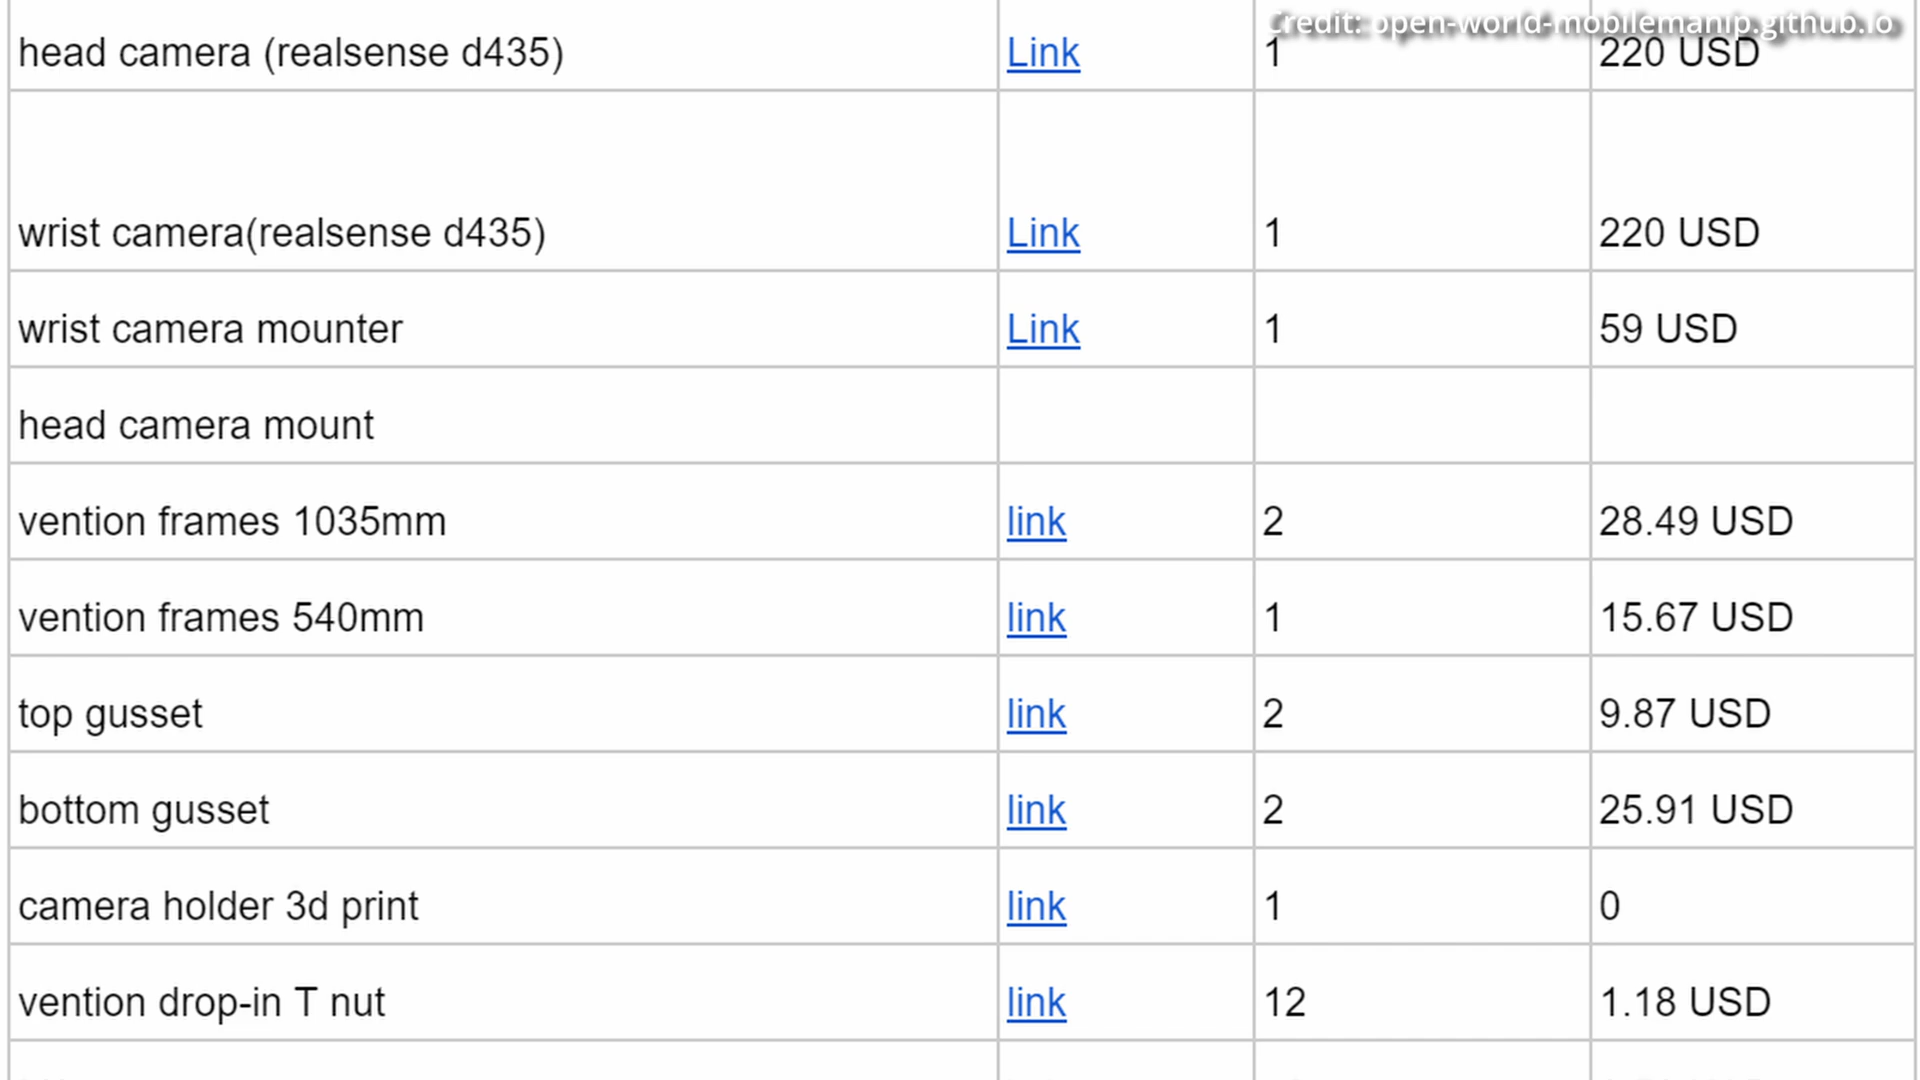 Credit: open-world-mobilemanip.github.io
head camera (realsense d435) Link 1 220 USD
wrist camera(realsense d435) Link 1 220 USD
wrist camera mounter Link 1 59 USD
head camera mount
vention frames 1035mm link 2 28.49 USD
vention frames 540mm link 1 15.67 USD
top gusset link 2 9.87 USD
bottom gusset link 2 25.91 USD
camera holder 3d print link 1 0
vention drop-in T nut link 12 1.18 USD